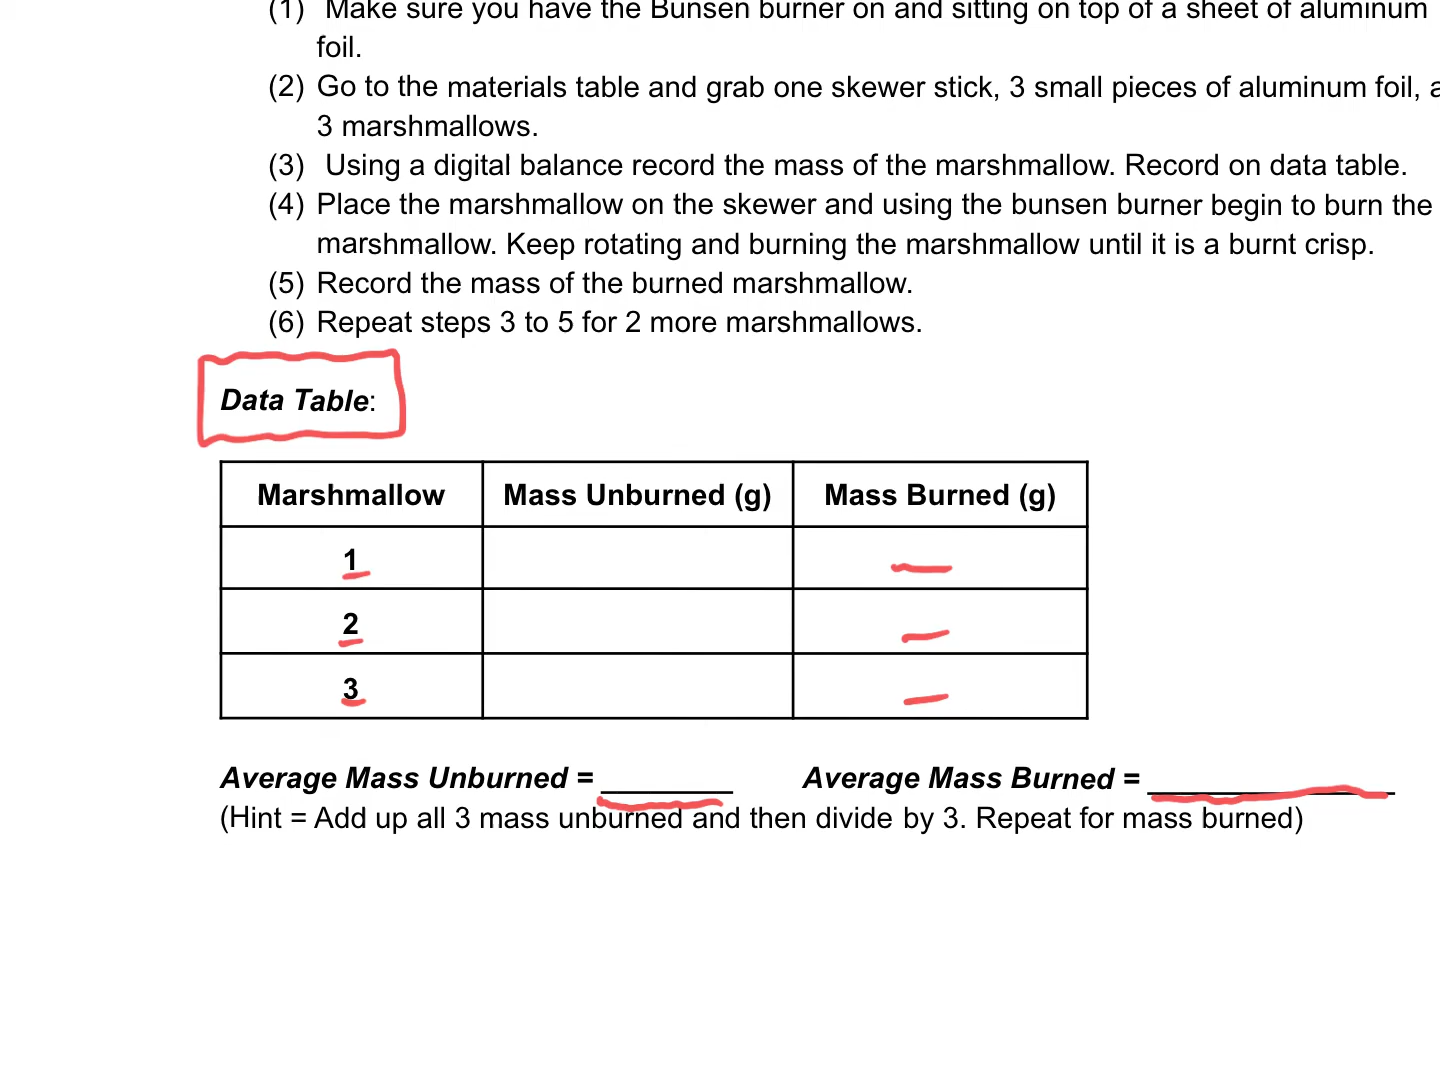 (1) Make sure you have the Bunsen burner on and sitting on top of a sheet of aluminum
foil.
(2) Go to the materials table and grab one skewer stick, 3 small pieces of aluminum foil, a
3 marshmallows.
(3) Using a digital balance record the mass of the marshmallow. Record on data table.
(4) Place the marshmallow on the skewer and using the bunsen burner begin to burn the
marshmallow. Keep rotating and burning the marshmallow until it is a burnt crisp.
(5) Record the mass of the burned marshmallow.
(6) Repeat steps 3 to 5 for 2 more marshmallows.
Data Table:
Marshmallow Mass Unburned (g) Mass Burned (g)
1
2
3
Average Mass Unburned = ________ Average Mass Burned = _______________
(Hint = Add up all 3 mass unburned and then divide by 3. Repeat for mass burned)